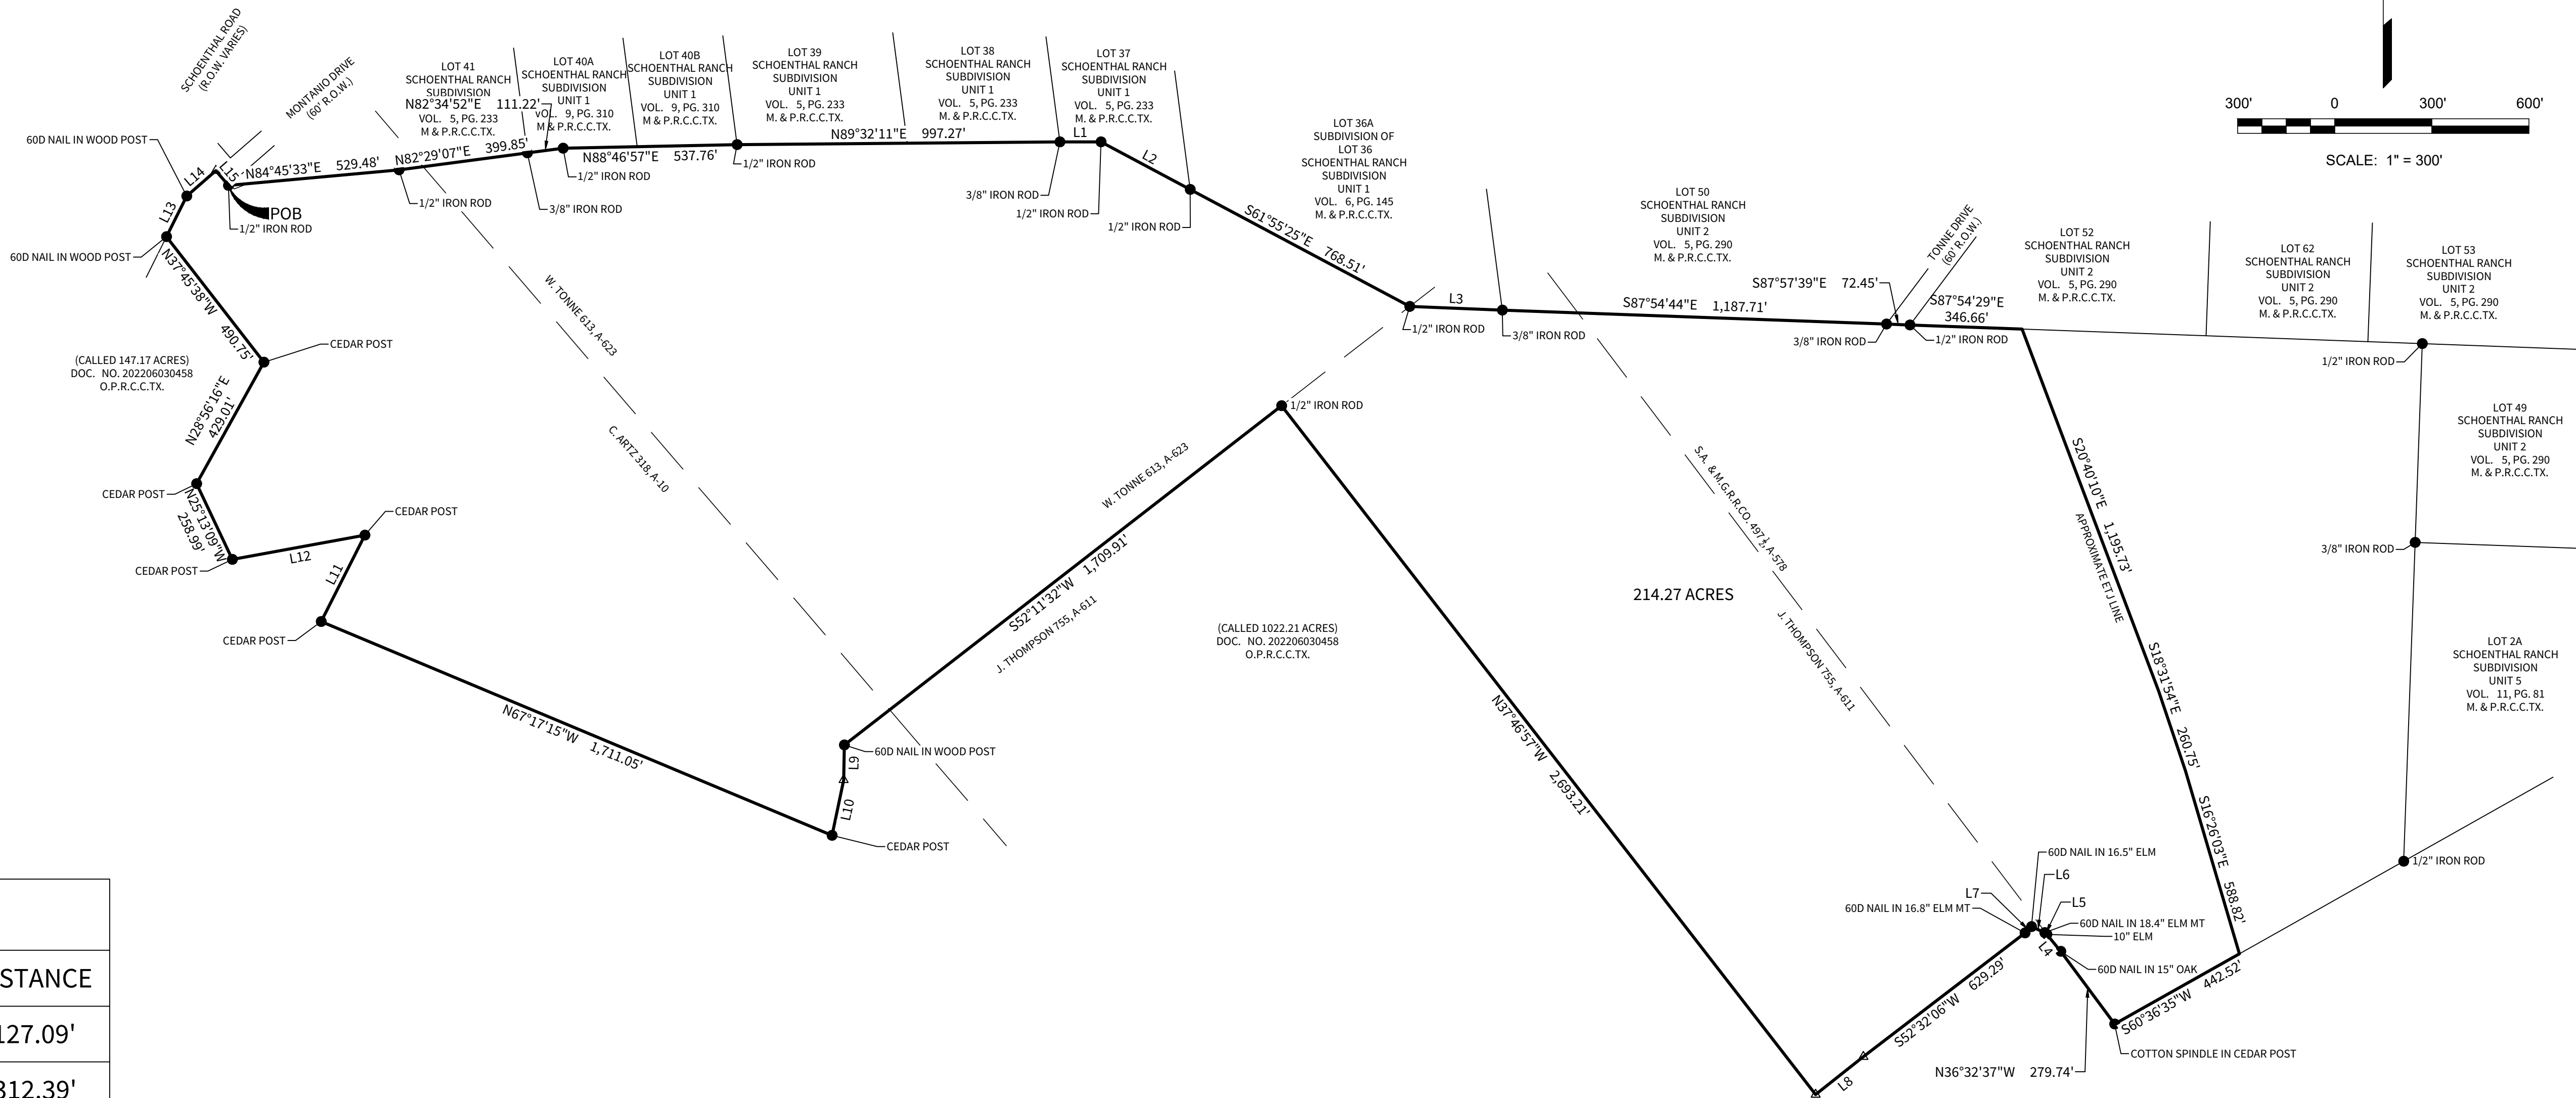 SCHOENTHAL ROAD
(R.O.W. VARIES)
MONTANIO DRIVE
(60' R.O.W.)
LOT 41
SCHOENTHAL RANCH
SUBDIVISION
VOL. 5, PG. 233
M & P.R.C.C.TX.
LOT 40A
SCHOENTHAL RANCH
SUBDIVISION
UNIT 1
VOL. 9, PG. 310
M & P.R.C.C.TX.
LOT 40B
SCHOENTHAL RANCH
SUBDIVISION
UNIT 1
VOL. 9, PG. 310
M & P.R.C.C.TX.
LOT 39
SCHOENTHAL RANCH
SUBDIVISION
UNIT 1
VOL. 5, PG. 233
M & P.R.C.C.TX.
LOT 38
SCHOENTHAL RANCH
SUBDIVISION
UNIT 1
VOL. 5, PG. 233
M & P.R.C.C.TX.
LOT 37
SCHOENTHAL RANCH
SUBDIVISION
UNIT 1
VOL. 5, PG. 233
M & P.R.C.C.TX.
LOT 36A
SUBDIVISION OF
LOT 36
SCHOENTHAL RANCH
SUBDIVISION
UNIT 1
VOL. 6, PG. 145
M. & P.R.C.C.TX.
LOT 50
SCHOENTHAL RANCH
SUBDIVISION
UNIT 2
VOL. 5, PG. 290
M. & P.R.C.C.TX.
TONNE DRIVE
(60' R.O.W.)
LOT 52
SCHOENTHAL RANCH
SUBDIVISION
UNIT 2
VOL. 5, PG. 290
M. & P.R.C.C.TX.
LOT 62
SCHOENTHAL RANCH
SUBDIVISION
UNIT 2
VOL. 5, PG. 290
M. & P.R.C.C.TX.
LOT 53
SCHOENTHAL RANCH
SUBDIVISION
UNIT 2
VOL. 5, PG. 290
M. & P.R.C.C.TX.
300' 0 300' 600'
SCALE: 1" = 300'
60D NAIL IN WOOD POST
L14
L15
N84°45'33"E 529.48'
N82°29'07"E 399.85'
N82°34'52"E 111.22'
N88°46'57"E 537.76'
N89°32'11"E 997.27'
L1
L2
POB
1/2" IRON ROD
1/2" IRON ROD
3/8" IRON ROD
1/2" IRON ROD
1/2" IRON ROD
3/8" IRON ROD
1/2" IRON ROD
1/2" IRON ROD
S61°55'25"E 768.51'
L3
1/2" IRON ROD
3/8" IRON ROD
S87°54'44"E 1,187.71'
S87°57'39"E 72.45'
S87°54'29"E
346.66'
3/8" IRON ROD
1/2" IRON ROD
1/2" IRON ROD
L13
60D NAIL IN WOOD POST
N37°45'38"W 490.75'
CEDAR POST
(CALLED 147.17 ACRES)
DOC. NO. 202206030458
O.P.R.C.C.TX.
N28°56'16"E
429.01'
CEDAR POST
N25°13'09"W
258.99'
CEDAR POST
L12
CEDAR POST
L11
CEDAR POST
W. TONNE 613, A-623
C. ARTZ 318, A-10
N67°17'15"W 1,711.05'
CEDAR POST
L10
L9
60D NAIL IN WOOD POST
S52°11'32"W 1,709.91'
W. TONNE 613, A-623
J. THOMPSON 755, A-611
1/2" IRON ROD
(CALLED 1022.21 ACRES)
DOC. NO. 202206030458
O.P.R.C.C.TX.
N37°46'57"W 2,693.21'
214.27 ACRES
S.A. & M.G.R.R.CO. 497 ½, A-578
J. THOMPSON 755, A-611
S20°40'10"E 1,195.73'
APPROXIMATE ETJ LINE
S18°31'54"E 260.75'
S16°26'03"E 588.82'
LOT 49
SCHOENTHAL RANCH
SUBDIVISION
UNIT 2
VOL. 5, PG. 290
M. & P.R.C.C.TX.
3/8" IRON ROD
LOT 2A
SCHOENTHAL RANCH
SUBDIVISION
UNIT 5
VOL. 11, PG. 81
M. & P.R.C.C.TX.
1/2" IRON ROD
60D NAIL IN 16.5" ELM
L6
L7
L5
60D NAIL IN 16.8" ELM MT
60D NAIL IN 18.4" ELM MT
10" ELM
L4
60D NAIL IN 15" OAK
S52°32'06"W 629.29'
L8
S60°36'35"W 442.52'
COTTON SPINDLE IN CEDAR POST
N36°32'37"W 279.74'
STANCE
127.09'
312.39'